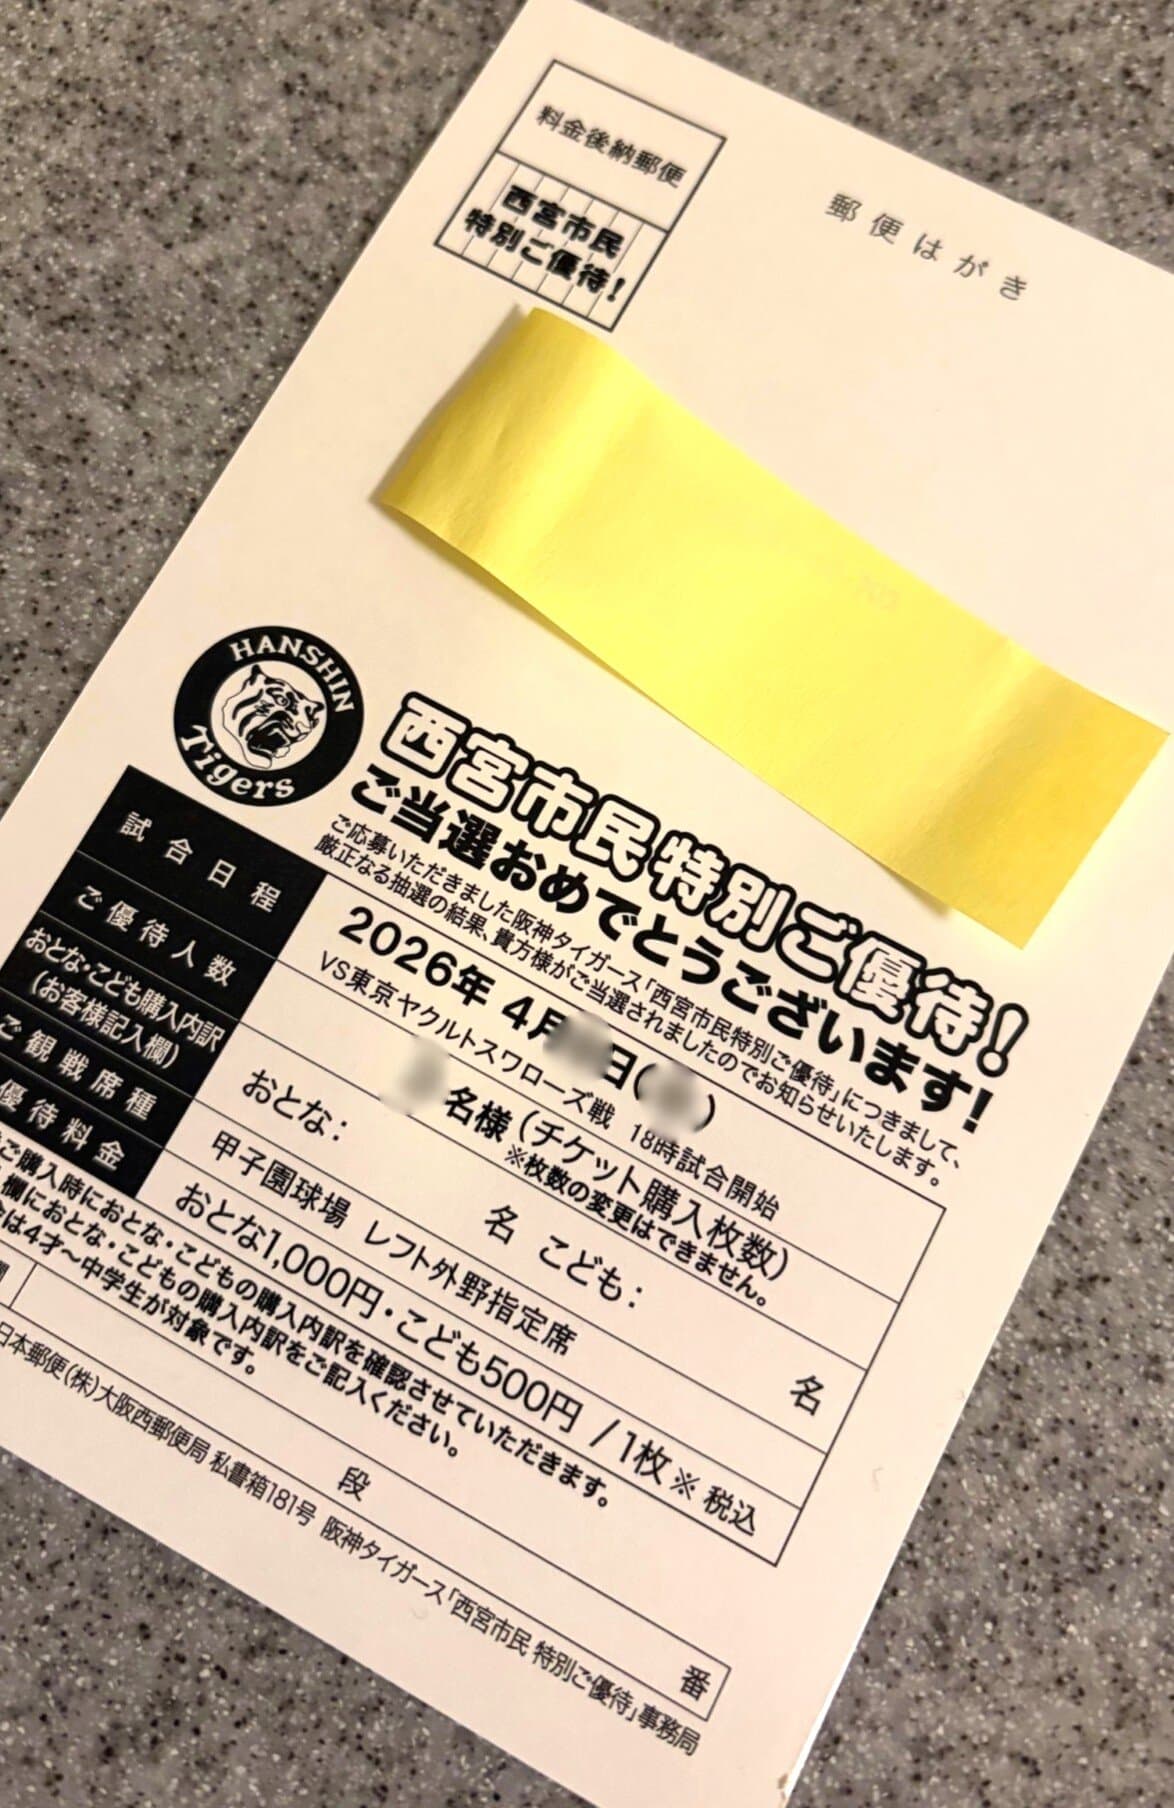 料金後納郵便
西宮市民
特別ご優待!
郵便はがき
HANSHIN
Tigers
西宮市民 特別ご優待!
ご当選おめでとうございます!
ご応募いただきました阪神タイガース「西宮市民特別ご優待」につきまして、
厳正なる抽選の結果、貴方様がご当選されましたのでお知らせいたします。
試合日程
2026年 4月 日( )
VS東京ヤクルトスワローズ戦 18時試合開始
ご優待人数
名様(チケット購入枚数)
※枚数の変更はできません。
おとな・こども購入内訳
(お客様記入欄)
おとな: 名 こども: 名
ご観戦席種
甲子園球場 レフト外野指定席
優待料金
おとな1,000円・こども500円 /1枚※税込
ご購入時におとな・こどもの購入内訳を確認させていただきます。
欄におとな・こどもの購入内訳をご記入ください。
は4才～中学生が対象です。
段 番
日本郵便(株)大阪西郵便局 私書箱181号 阪神タイガース「西宮市民 特別ご優待」事務局